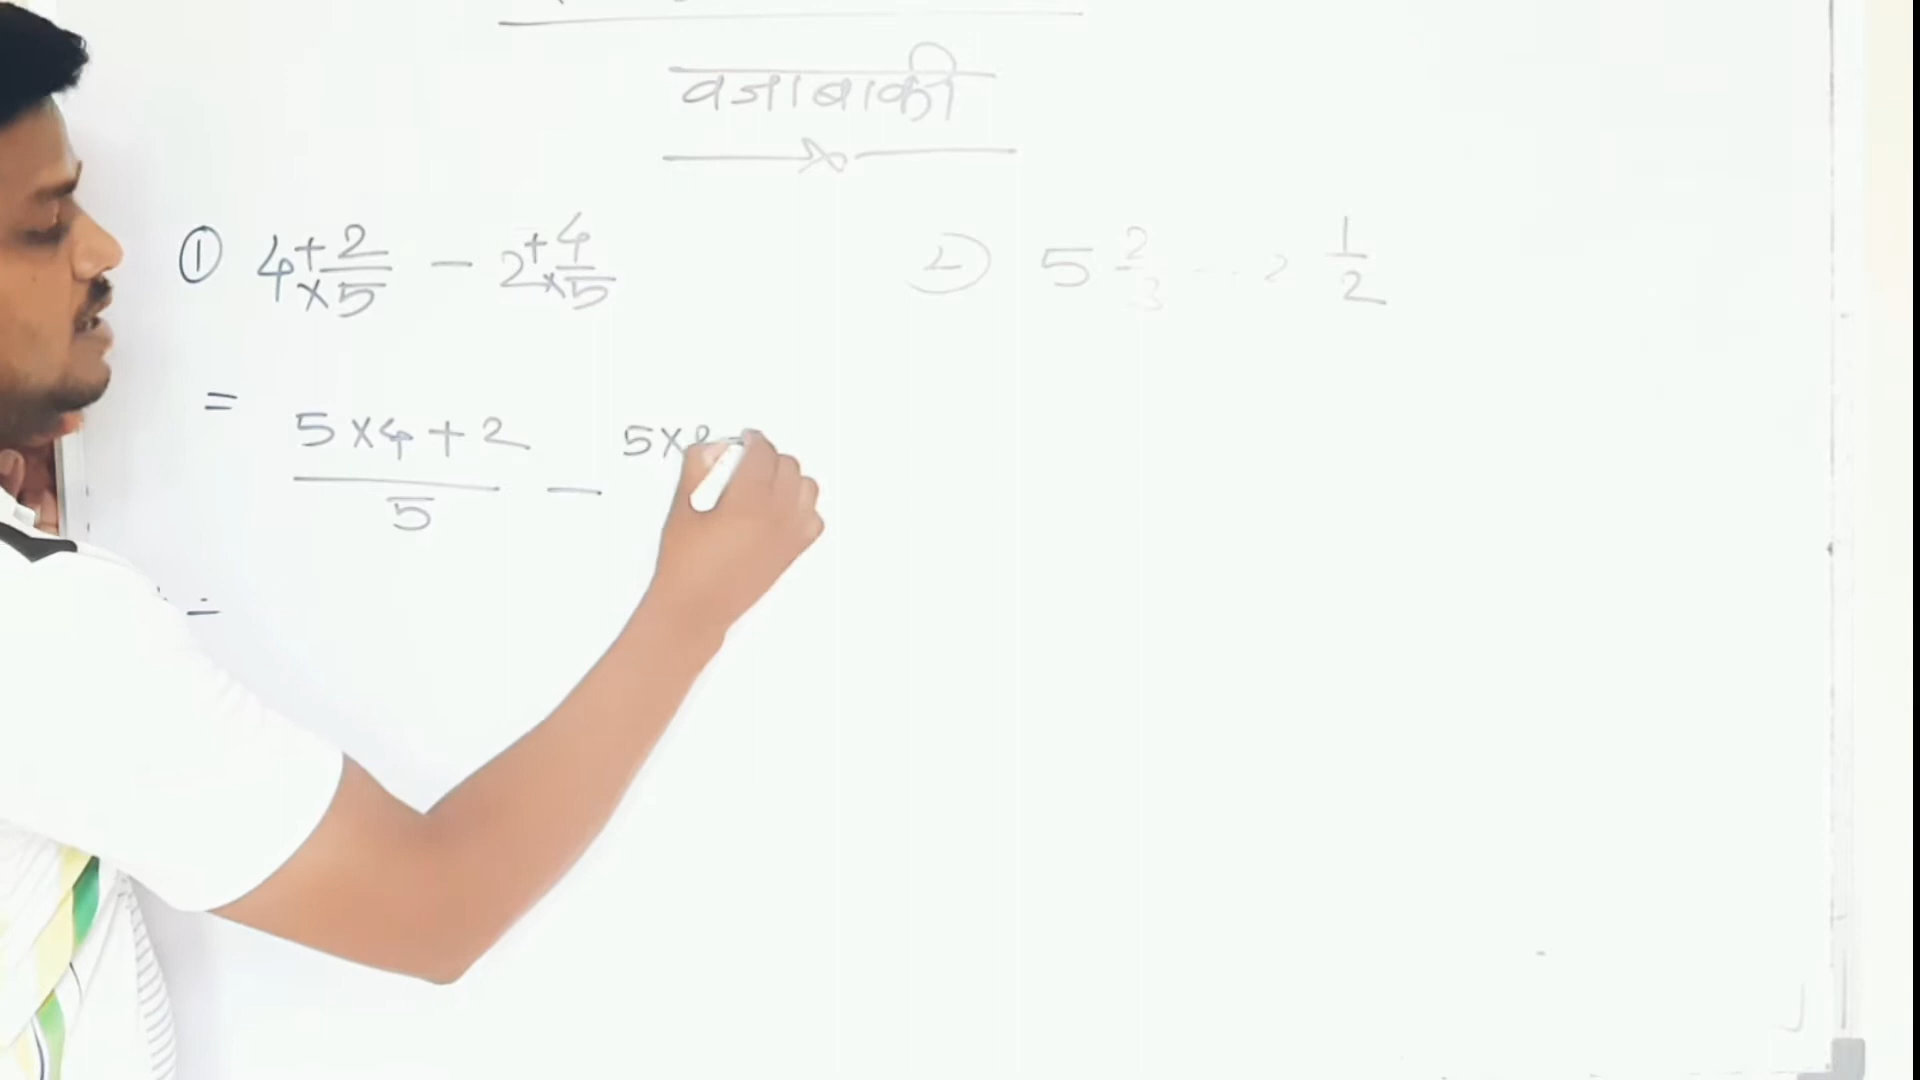 वजाबाकी
① 4 + 2/5 × - 2 + 4/5 ×
② 5 2/3 - 2 1/2
= 5×4+2/5 - 5×2
=